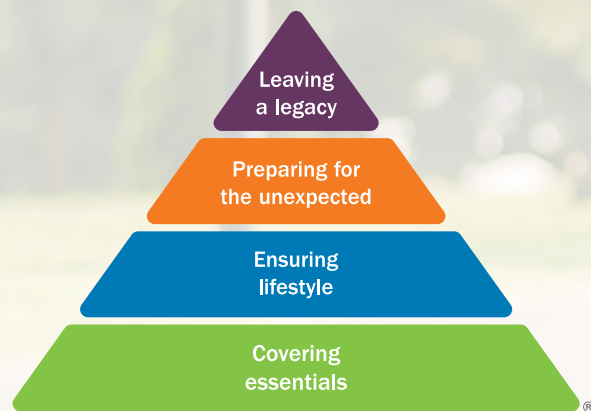 Leaving
a legacy
Preparing for
the unexpected
Ensuring
lifestyle
Covering
essentials
®